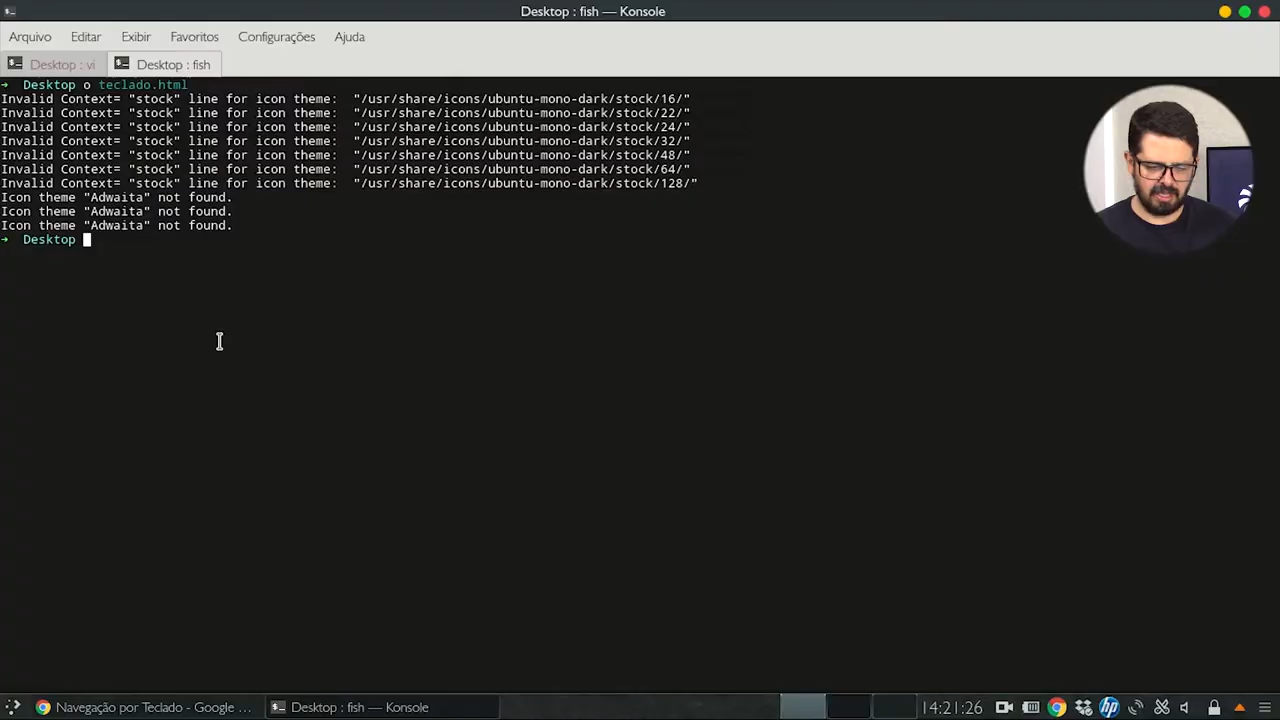 Desktop : fish — Konsole
Arquivo Editar Exibir Favoritos Configurações Ajuda
Desktop : vi Desktop : fish
➜ Desktop o teclado.html
Invalid Context= "stock" line for icon theme: "/usr/share/icons/ubuntu-mono-dark/stock/16/"
Invalid Context= "stock" line for icon theme: "/usr/share/icons/ubuntu-mono-dark/stock/22/"
Invalid Context= "stock" line for icon theme: "/usr/share/icons/ubuntu-mono-dark/stock/24/"
Invalid Context= "stock" line for icon theme: "/usr/share/icons/ubuntu-mono-dark/stock/32/"
Invalid Context= "stock" line for icon theme: "/usr/share/icons/ubuntu-mono-dark/stock/48/"
Invalid Context= "stock" line for icon theme: "/usr/share/icons/ubuntu-mono-dark/stock/64/"
Invalid Context= "stock" line for icon theme: "/usr/share/icons/ubuntu-mono-dark/stock/128/"
Icon theme "Adwaita" not found.
Icon theme "Adwaita" not found.
Icon theme "Adwaita" not found.
➜ Desktop
Navegação por Teclado - Google ... Desktop : fish — Konsole 14:21:26 hp